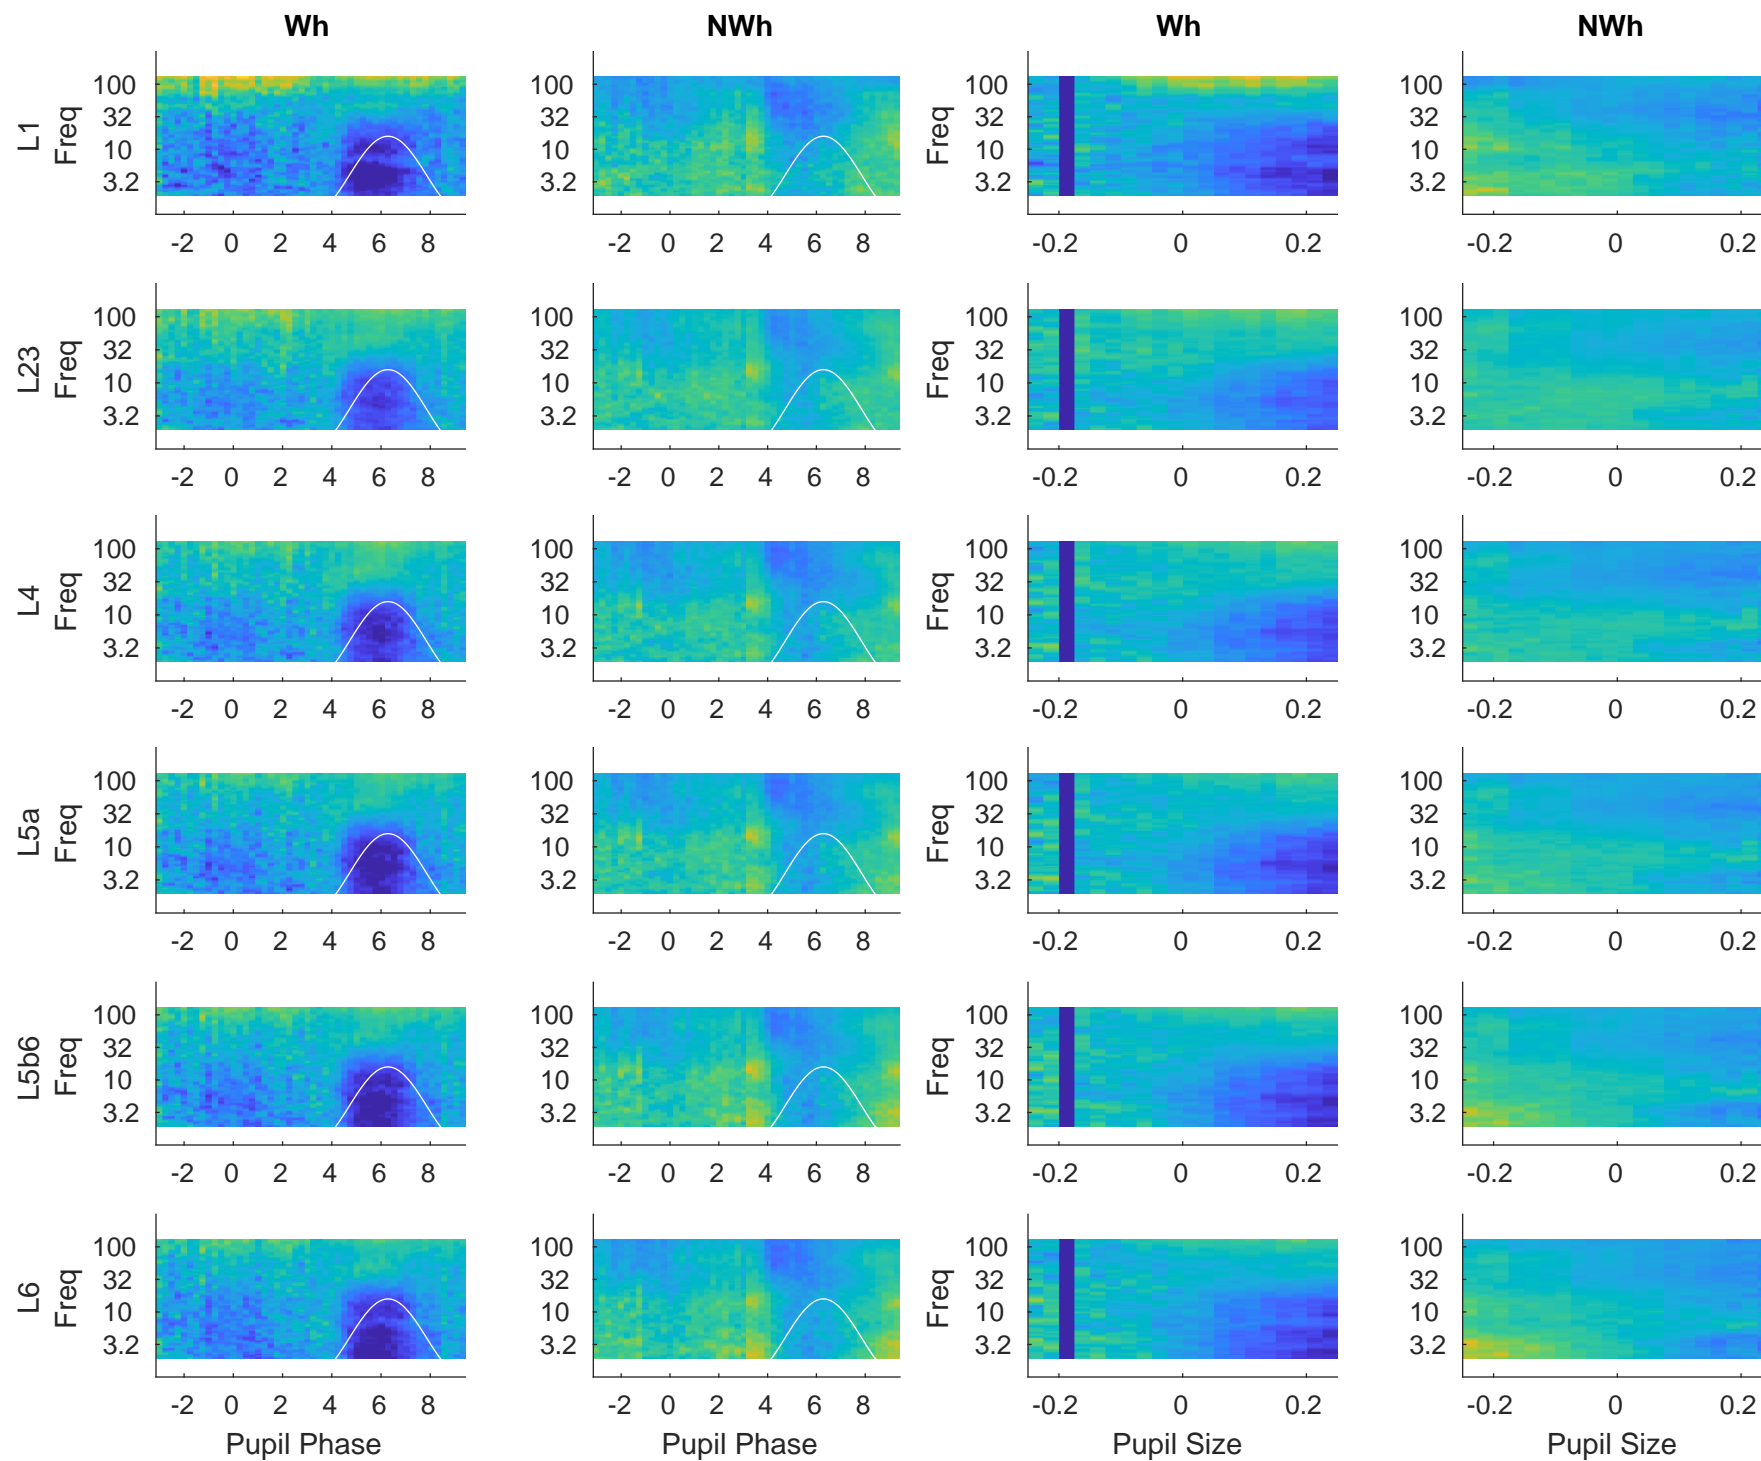 Wh NWh Wh NWh
L1
Freq 100 32 10 3.2 100 32 10 3.2 Freq 100 32 10 3.2 100 32 10 3.2
-2 0 2 4 6 8 -2 0 2 4 6 8 -0.2 0 0.2 -0.2 0 0.2
L23
Freq 100 32 10 3.2 100 32 10 3.2 Freq 100 32 10 3.2 100 32 10 3.2
-2 0 2 4 6 8 -2 0 2 4 6 8 -0.2 0 0.2 -0.2 0 0.2
L4
Freq 100 32 10 3.2 100 32 10 3.2 Freq 100 32 10 3.2 100 32 10 3.2
-2 0 2 4 6 8 -2 0 2 4 6 8 -0.2 0 0.2 -0.2 0 0.2
L5a
Freq 100 32 10 3.2 100 32 10 3.2 Freq 100 32 10 3.2 100 32 10 3.2
-2 0 2 4 6 8 -2 0 2 4 6 8 -0.2 0 0.2 -0.2 0 0.2
L5b6
Freq 100 32 10 3.2 100 32 10 3.2 Freq 100 32 10 3.2 100 32 10 3.2
-2 0 2 4 6 8 -2 0 2 4 6 8 -0.2 0 0.2 -0.2 0 0.2
L6
Freq 100 32 10 3.2 100 32 10 3.2 Freq 100 32 10 3.2 100 32 10 3.2
-2 0 2 4 6 8 -2 0 2 4 6 8 -0.2 0 0.2 -0.2 0 0.2
Pupil Phase Pupil Phase Pupil Size Pupil Size